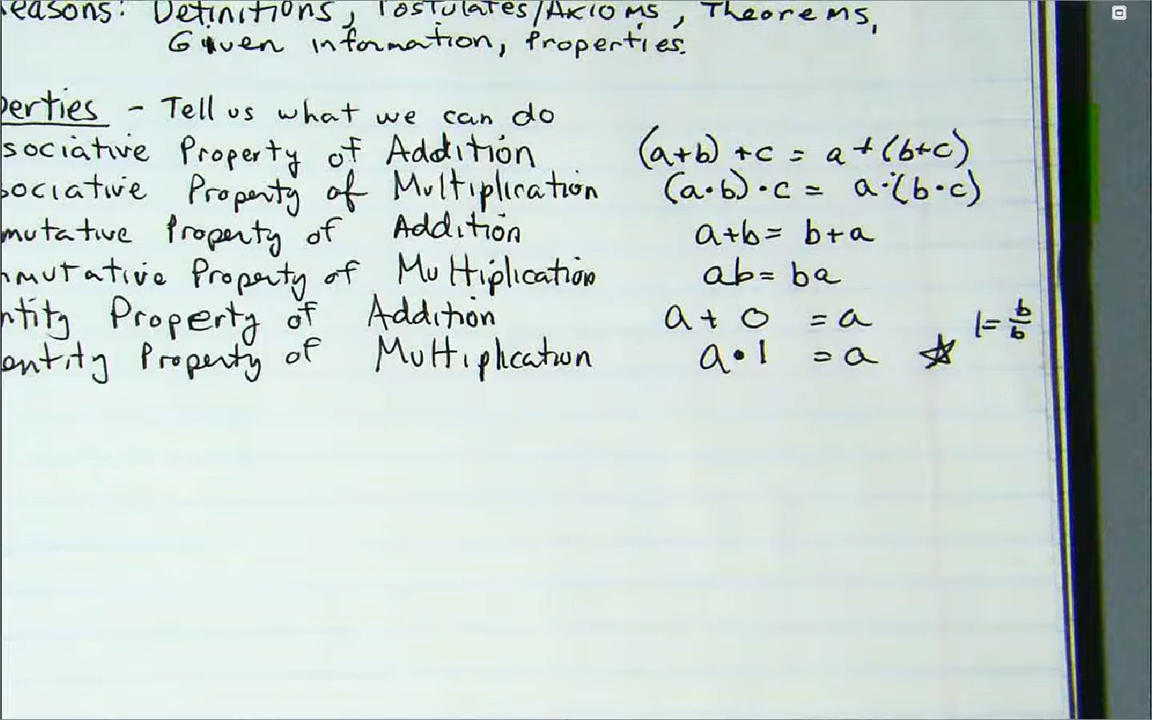 easons: Definitions, Postulates/Axioms, Theorems,
Given information, Properties.
perties - Tell us what we can do
sociative Property of Addition (a+b)+c = a+(b+c)
sociative Property of Multiplication (a·b)·c = a·(b·c)
mutative Property of Addition a+b= b+a
mmutative Property of Multiplication ab= ba
ntity Property of Addition a + 0 = a 1= b/b
entity Property of Multiplication a·1 = a ☆